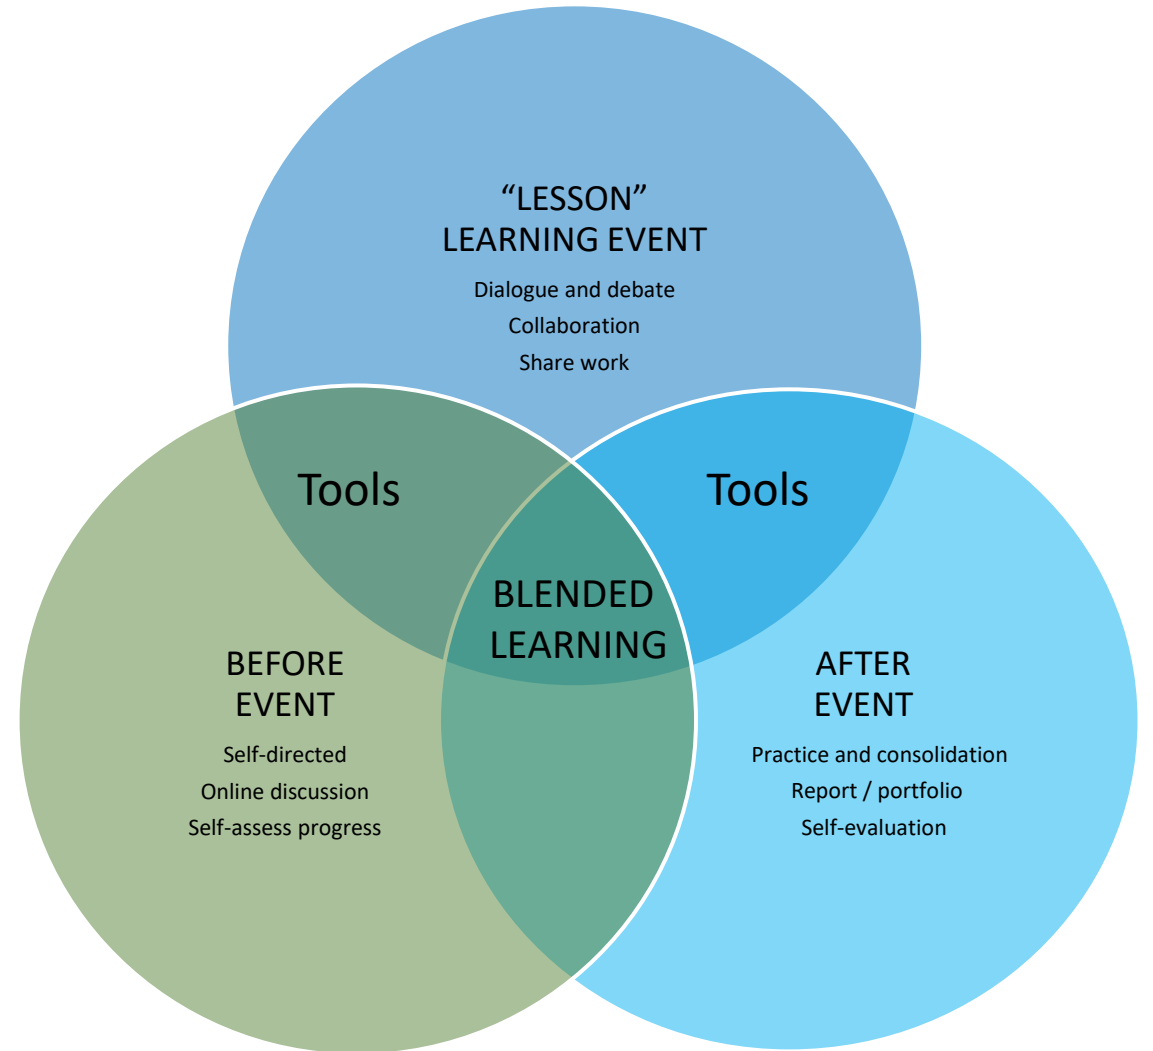 “LESSON”
LEARNING EVENT
Dialogue and debate
Collaboration
Share work
Tools
Tools
BLENDED
LEARNING
BEFORE
EVENT
Self-directed
Online discussion
Self-assess progress
AFTER
EVENT
Practice and consolidation
Report / portfolio
Self-evaluation